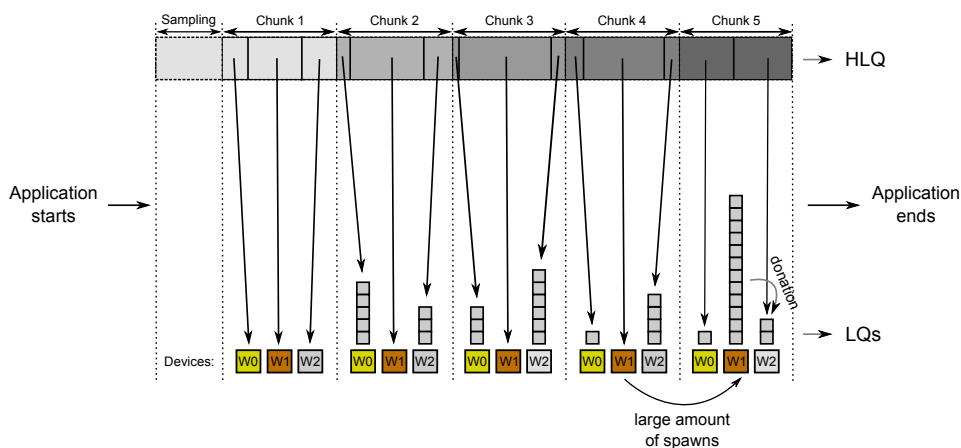 Sampling Chunk 1 Chunk 2 Chunk 3 Chunk 4 Chunk 5
HLQ
Application
starts
Application
ends
donation
LQs
Devices: W0 W1 W2 W0 W1 W2 W0 W1 W2 W0 W1 W2 W0 W1 W2
large amount
of spawns